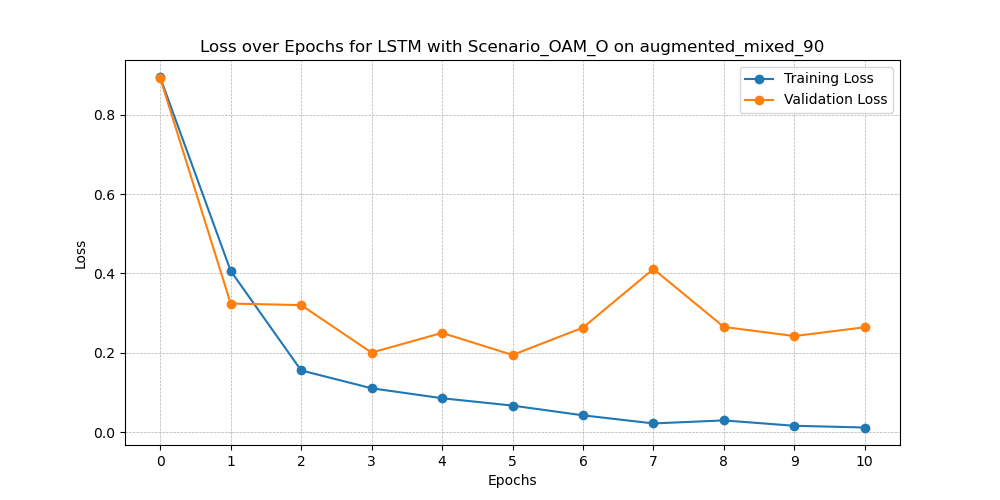 Loss over Epochs for LSTM with Scenario_OAM_O on augmented_mixed_90
Training Loss
Validation Loss
Loss
0.8
0.6
0.4
0.2
0.0
0 1 2 3 4 5 6 7 8 9 10
Epochs